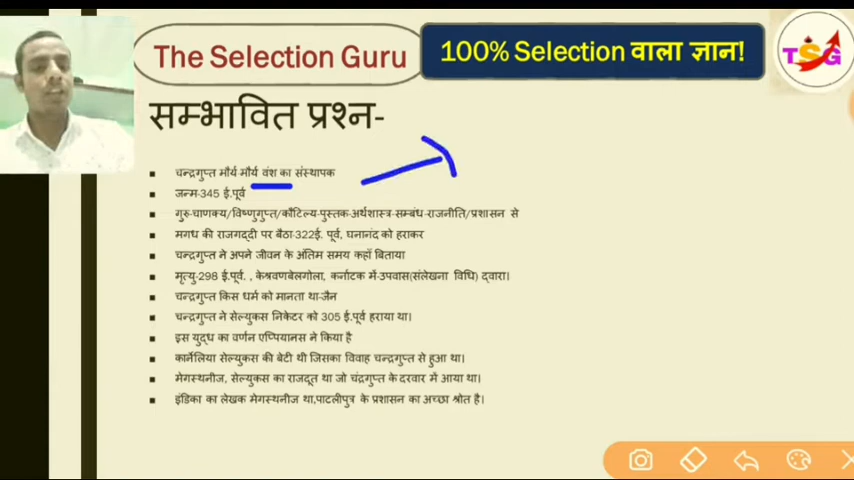 The Selection Guru
100% Selection वाला ज्ञान!
TSG
सम्भावित प्रश्न-
चन्द्रगुप्त मौर्य-मौर्य वंश का संस्थापक
जन्म-345 ई.पूर्व
गुरु-चाणक्य/विष्णुगुप्त/कौटिल्य-पुस्तक-अर्थशास्त्र-सम्बंध-राजनीति/प्रशासन से
मगध की राजगद्दी पर बैठा-322ई. पूर्व, घनानंद को हराकर
चन्द्रगुप्त ने अपने जीवन के अंतिम समय कहाँ बिताया
मृत्यु-298 ई.पूर्व. , केश्रवणबेलगोला, कर्नाटक में-उपवास(संलेखना विधि) द्वारा।
चन्द्रगुप्त किस धर्म को मानता था-जैन
चन्द्रगुप्त ने सेल्युकस निकेटर को 305 ई.पूर्व हराया था।
इस युद्ध का वर्णन एप्पियानस ने किया है
कार्नेलिया सेल्युकस की बेटी थी जिसका विवाह चन्द्रगुप्त से हुआ था।
मेगस्थनीज, सेल्युकस का राजदूत था जो चंद्रगुप्त के दरबार में आया था।
इंडिका का लेखक मेगस्थनीज था,पाटलीपुत्र के प्रशासन का अच्छा श्रोत है।